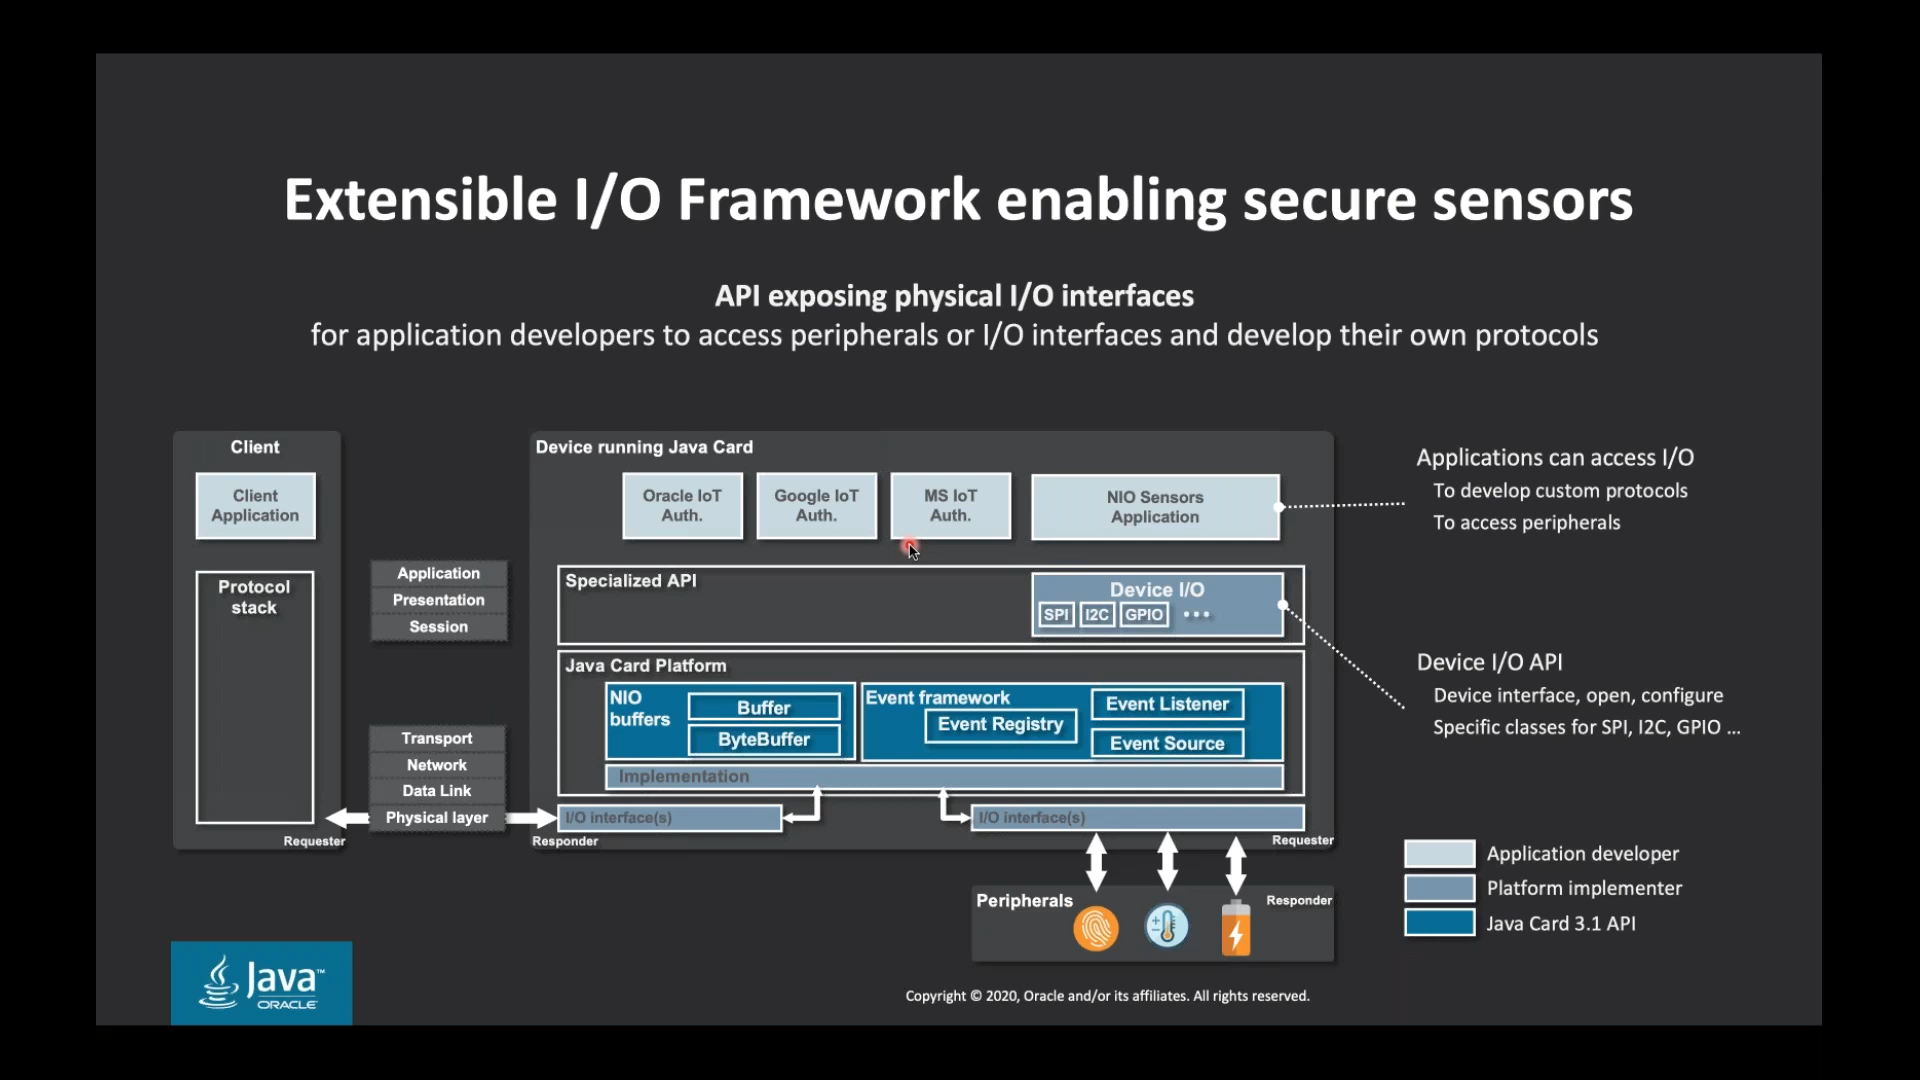 Extensible I/O Framework enabling secure sensors
API exposing physical I/O interfaces
for application developers to access peripherals or I/O interfaces and develop their own protocols
Client
Client
Application
Protocol
stack
Requester
Application
Presentation
Session
Transport
Network
Data Link
Physical layer
Device running Java Card
Oracle IoT
Auth.
Google IoT
Auth.
MS IoT
Auth.
NIO Sensors
Application
Specialized API
Device I/O
SPI
I2C
GPIO
...
Java Card Platform
NIO
buffers
Buffer
ByteBuffer
Event framework
Event Registry
Event Listener
Event Source
Implementation
I/O interface(s)
I/O interface(s)
Responder
Requester
Peripherals
Responder
Applications can access I/O
To develop custom protocols
To access peripherals
Device I/O API
Device interface, open, configure
Specific classes for SPI, I2C, GPIO ...
Application developer
Platform implementer
Java Card 3.1 API
Java™
ORACLE
Copyright © 2020, Oracle and/or its affiliates. All rights reserved.